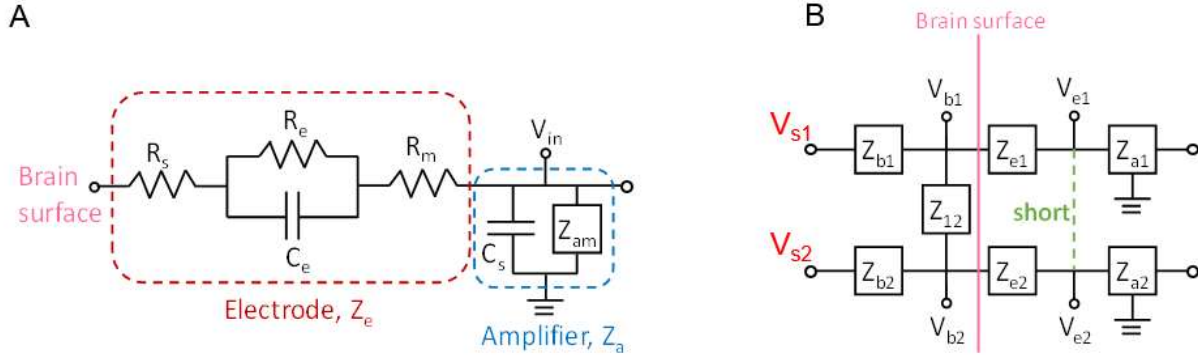 A
R_e
R_s
R_m
V_in
Brain
surface
C_e
C_s
Z_am
Electrode, Z_e
Amplifier, Z_a
B
Brain surface
V_b1
V_e1
V_s1
Z_b1
Z_e1
Z_a1
Z_12
short
V_s2
Z_b2
Z_e2
Z_a2
V_b2
V_e2